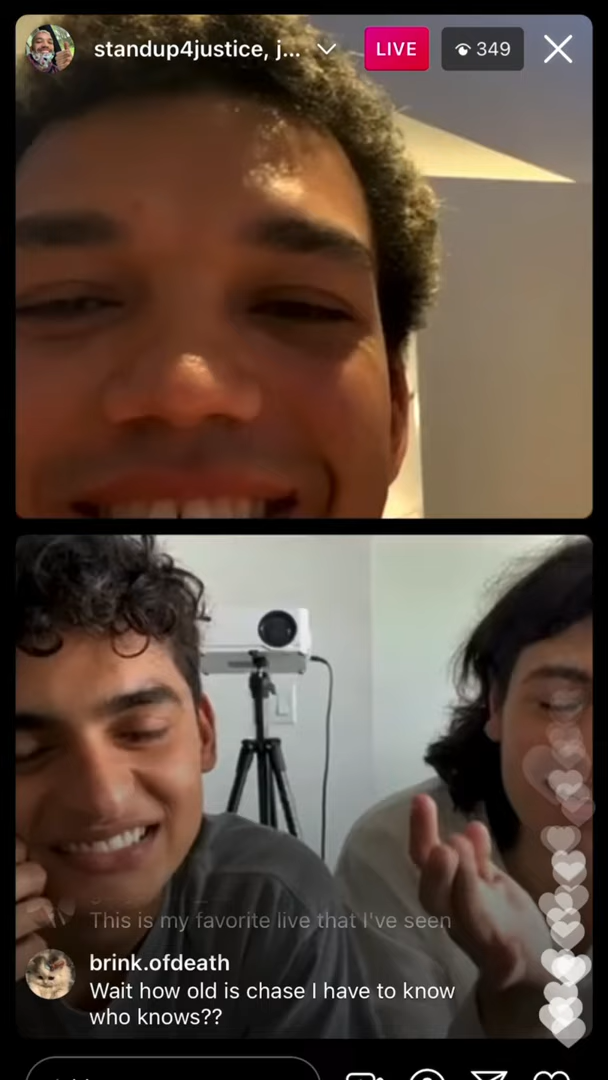 standup4justice, j...
LIVE
349
This is my favorite live that I've seen
brink.ofdeath
Wait how old is chase I have to know
who knows??